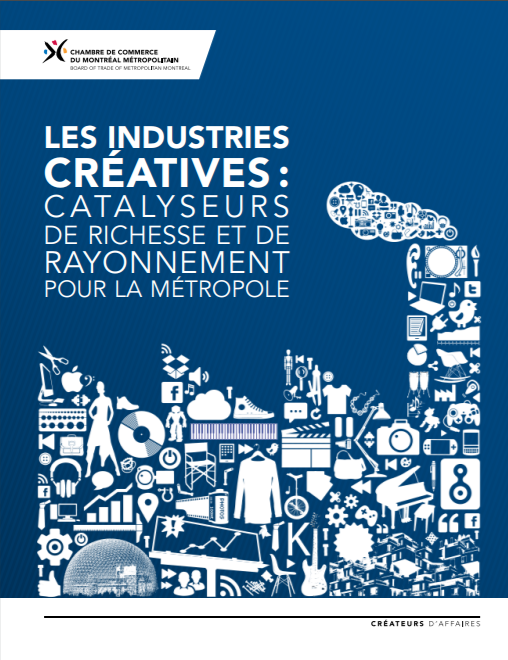 CHAMBRE DE COMMERCE
DU MONTRÉAL MÉTROPOLITAIN
BOARD OF TRADE OF METROPOLITAN MONTREAL
LES INDUSTRIES
CRÉATIVES :
CATALYSEURS
DE RICHESSE ET DE
RAYONNEMENT
POUR LA MÉTROPOLE
PHOTOS
K
CRÉATEURS D'AFFAIRES